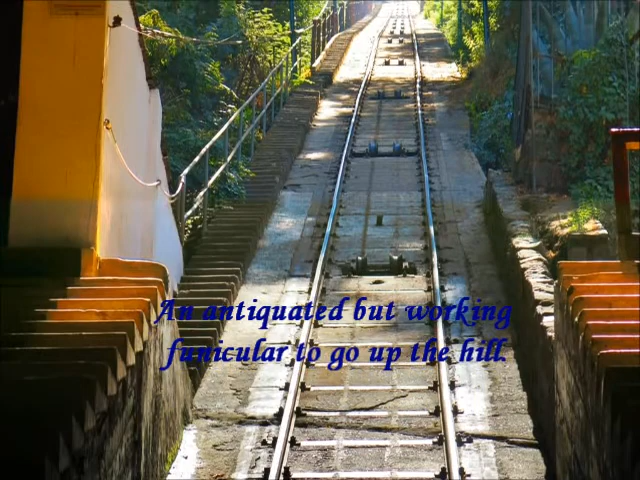 An antiquated but working
funicular to go up the hill.